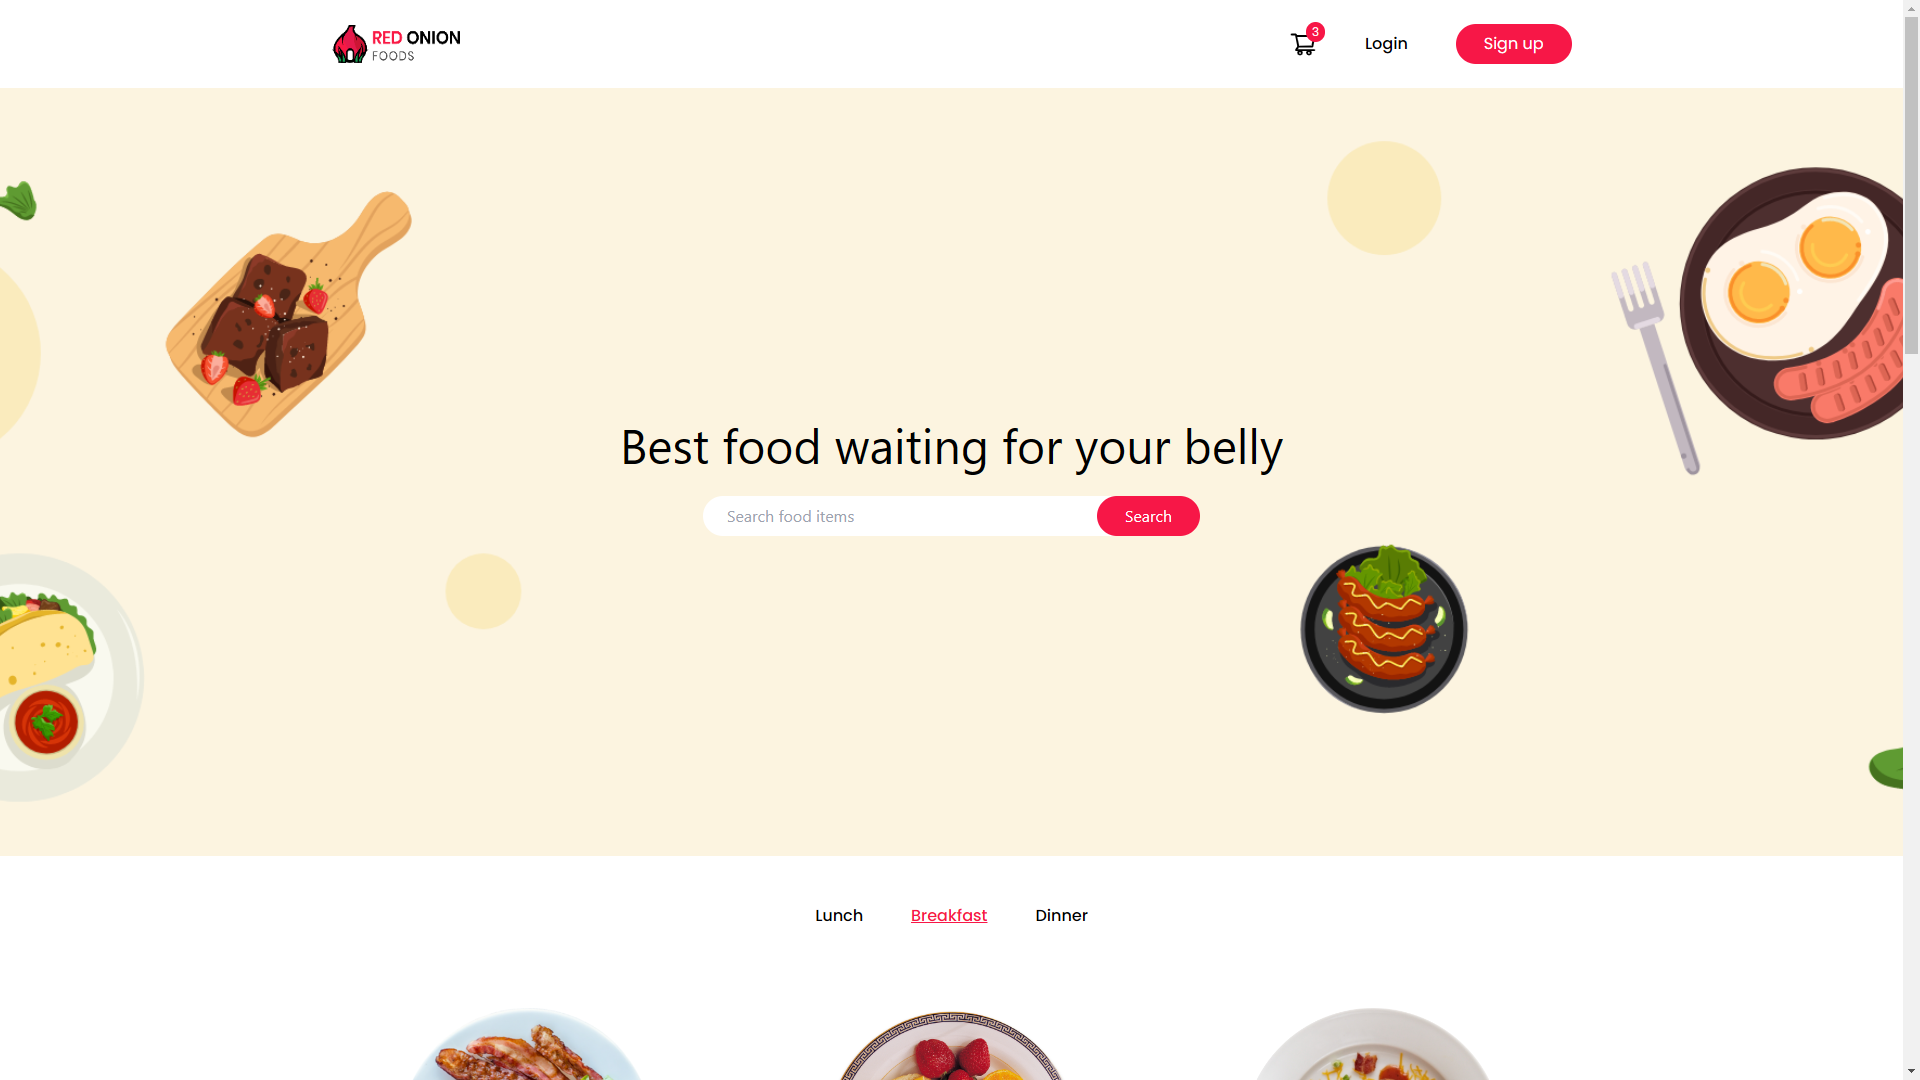 RED ONION
FOODS
3
Login
Sign up
Best food waiting for your belly
Search food items
Search
Lunch
Breakfast
Dinner